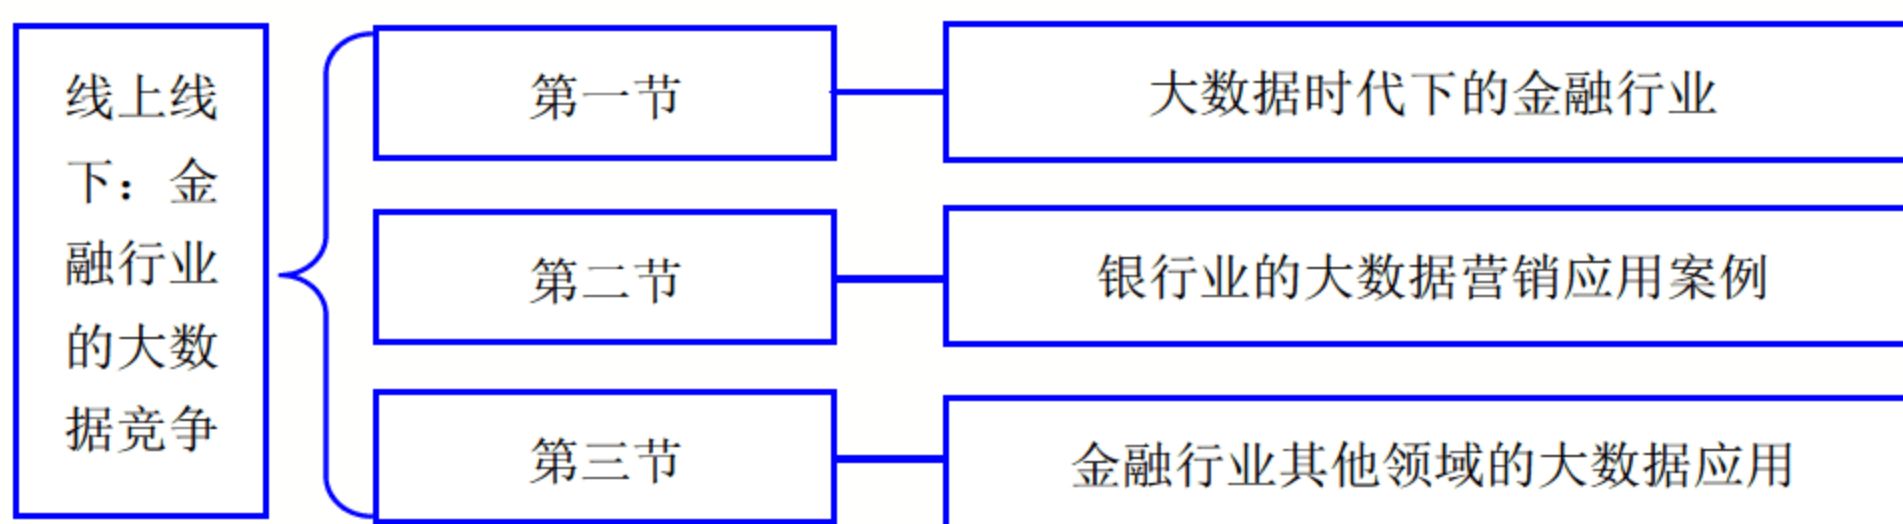 线上线
下：金
融行业
的大数
据竞争
第一节
大数据时代下的金融行业
第二节
银行业的大数据营销应用案例
第三节
金融行业其他领域的大数据应用